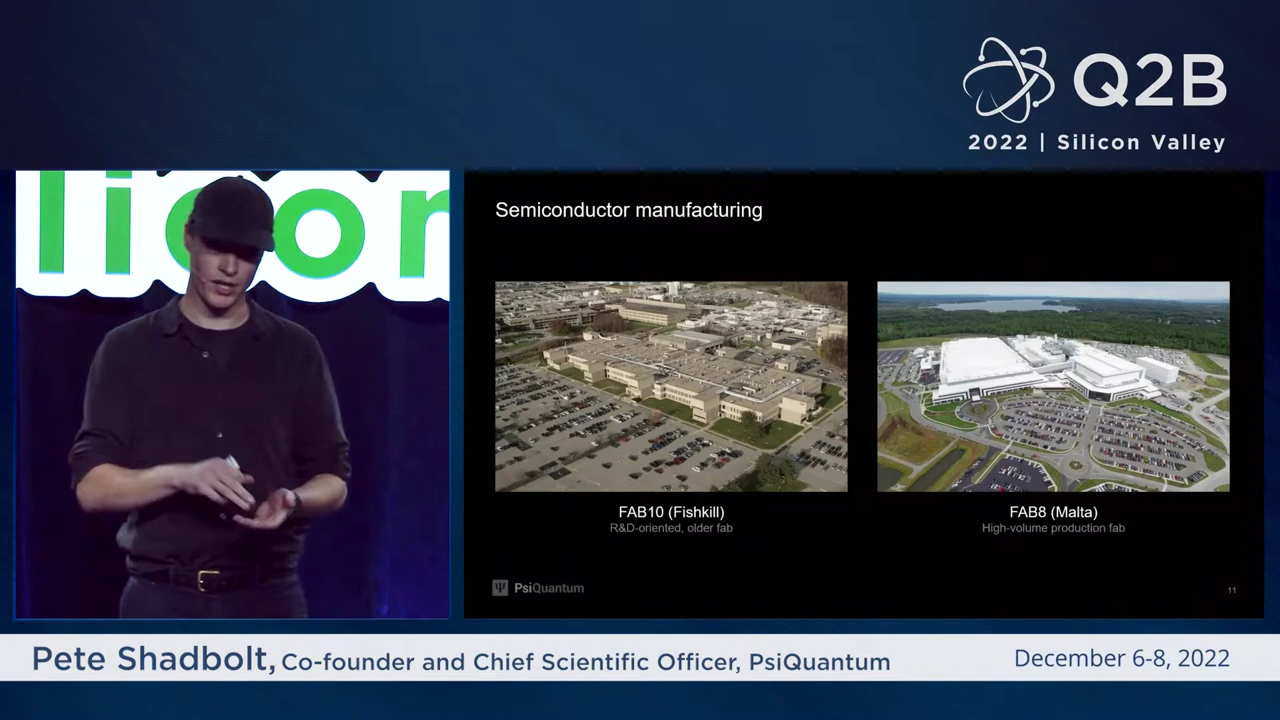 Q2B
2022 | Silicon Valley
licon
Semiconductor manufacturing
FAB10 (Fishkill)
R&D-oriented, older fab
FAB8 (Malta)
High-volume production fab
PsiQuantum
11
Pete Shadbolt, Co-founder and Chief Scientific Officer, PsiQuantum
December 6-8, 2022